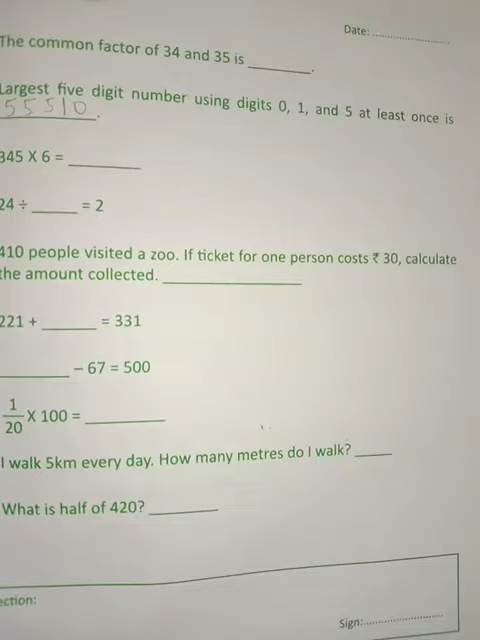 Date: ....................
The common factor of 34 and 35 is ________.
Largest five digit number using digits 0, 1, and 5 at least once is
55510.
345 X 6 = ________
24 ÷ ______ = 2
410 people visited a zoo. If ticket for one person costs ₹ 30, calculate
the amount collected. ________________
221 + ______ = 331
________ – 67 = 500
1/20 X 100 = ________
I walk 5km every day. How many metres do I walk? _____
What is half of 420? ________
ection:
Sign:....................